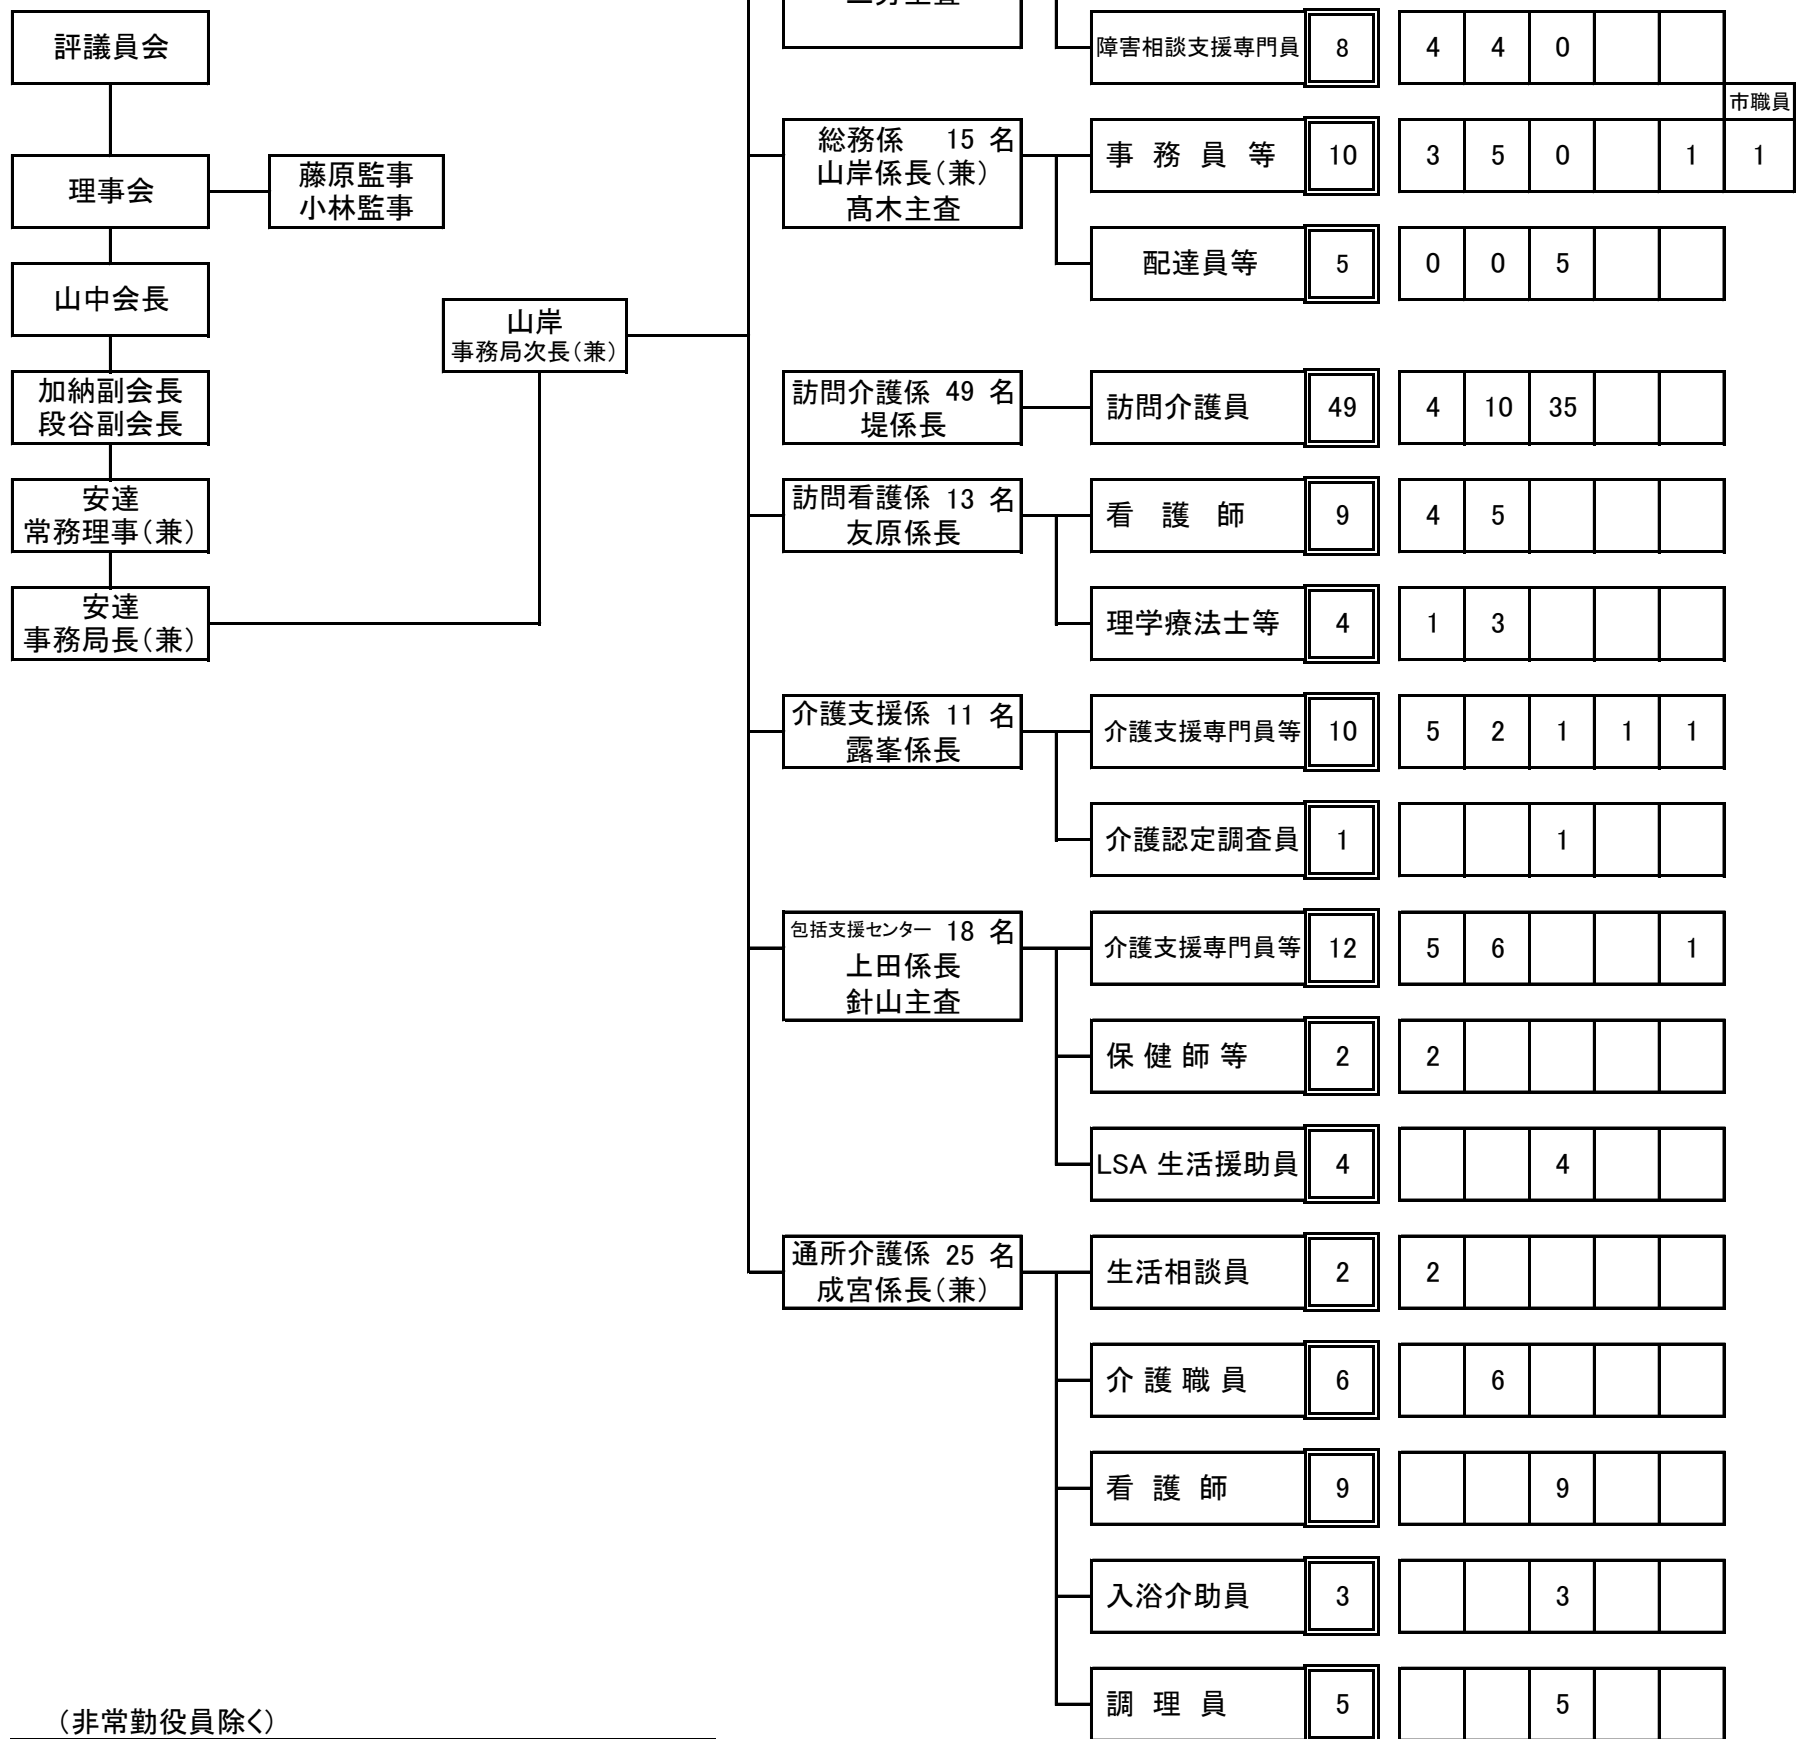 評議員会
理事会
藤原監事
小林監事
山中会長
加納副会長
段谷副会長
安達
常務理事（兼）
安達
事務局長（兼）
山岸
事務局次長（兼）
障害相談支援専門員 8 4 4 0
市職員
総務係 15 名
山岸係長（兼）
髙木主査
事務員等 10 3 5 0 1 1
配達員等 5 0 0 5
訪問介護係 49 名
堤係長
訪問介護員 49 4 10 35
訪問看護係 13 名
友原係長
看護師 9 4 5
理学療法士等 4 1 3
介護支援係 11 名
露峯係長
介護支援専門員等 10 5 2 1 1 1
介護認定調査員 1 1
包括支援センター 18 名
上田係長
針山主査
介護支援専門員等 12 5 6 1
保健師等 2 2
LSA 生活援助員 4 4
通所介護係 25 名
成宮係長（兼）
生活相談員 2 2
介護職員 6 6
看護師 9 9
入浴介助員 3 3
調理員 5 5
（非常勤役員除く）